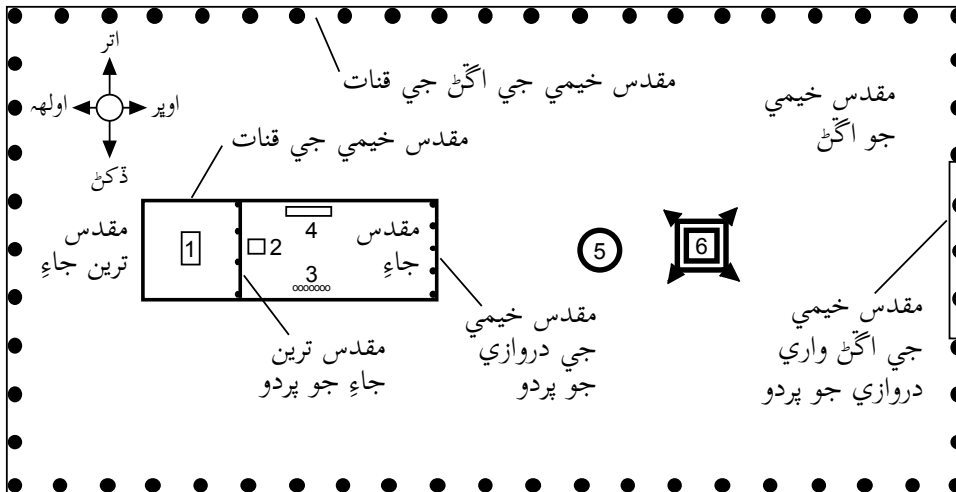 اتر
اولهه
اوڀر
ڏکڻ
مقدس خيمي جي اڱڻ جي قنات
مقدس خيمي جي قنات
مقدس خيمي
جو اڱڻ
مقدس
ترين جاءِ
1
2
3
4
مقدس
جاءِ
5
6
مقدس ترين
جاءِ جو پردو
مقدس خيمي
جي دروازي
جو پردو
مقدس خيمي
جي اڱڻ واري
دروازي جو پردو